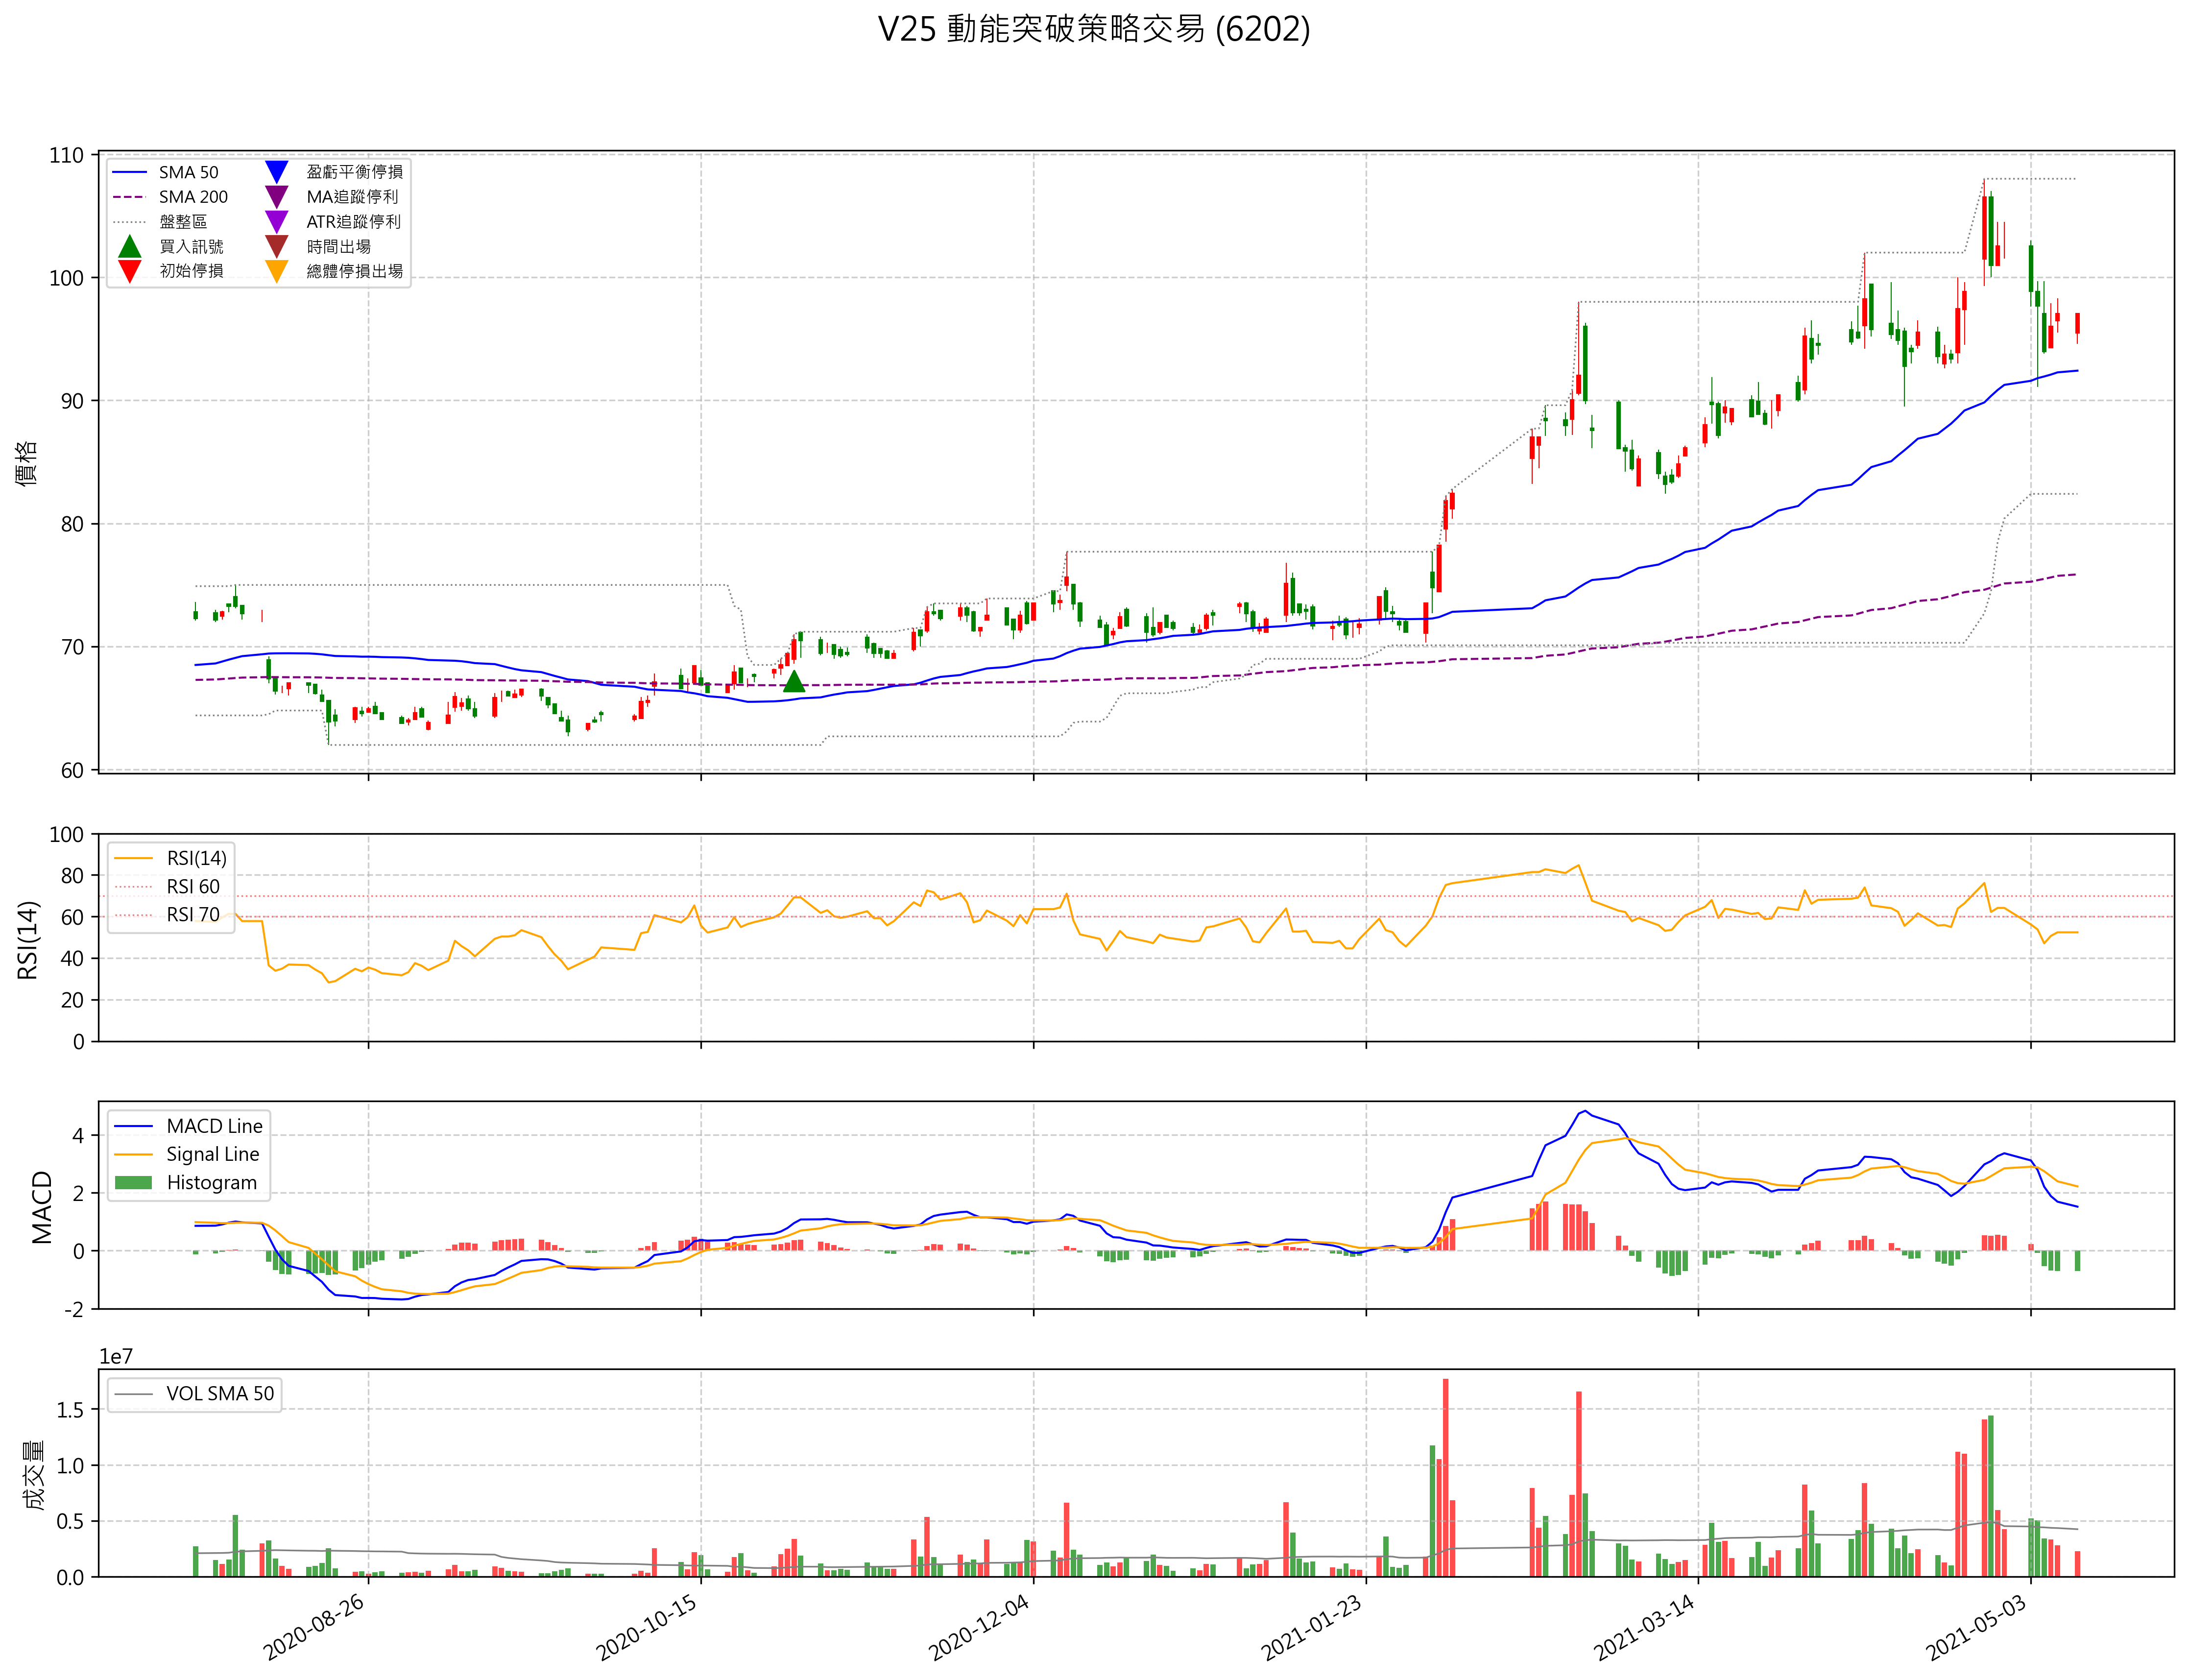 V25 動能突破策略交易 (6202)
110
100
90
80
70
60
價格
SMA 50
SMA 200
盤整區
買入訊號
初始停損
盈虧平衡停損
MA追蹤停利
ATR追蹤停利
時間出場
總體停損出場
100
80
60
40
20
0
RSI(14)
RSI(14)
RSI 60
RSI 70
4
2
0
-2
MACD
MACD Line
Signal Line
Histogram
1e7
1.5
1.0
0.5
0.0
成交量
VOL SMA 50
2020-08-26
2020-10-15
2020-12-04
2021-01-23
2021-03-14
2021-05-03